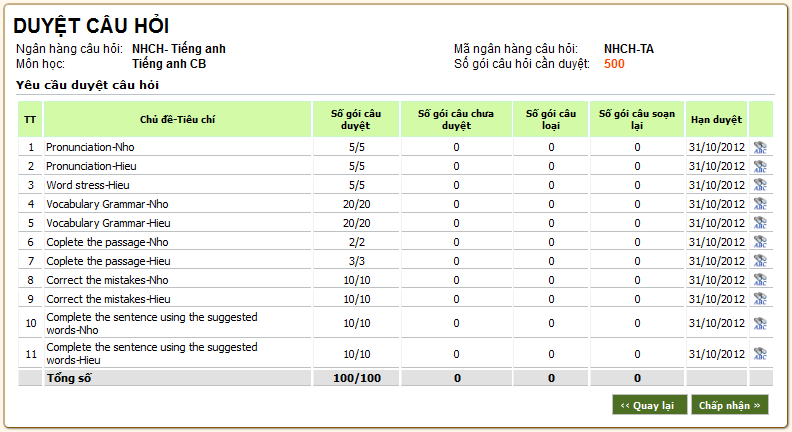 DUYỆT CÂU HỎI
Ngân hàng câu hỏi: NHCH- Tiếng anh Mã ngân hàng câu hỏi: NHCH-TA
Môn học: Tiếng anh CB Số gói câu hỏi cần duyệt: 500
Yêu cầu duyệt câu hỏi
TT Chủ đề-Tiêu chí Số gói câu duyệt Số gói câu chưa duyệt Số gói câu loại Số gói câu soạn lại Hạn duyệt
1 Pronunciation-Nho 5/5 0 0 0 31/10/2012 ABC
2 Pronunciation-Hieu 5/5 0 0 0 31/10/2012 ABC
3 Word stress-Hieu 5/5 0 0 0 31/10/2012 ABC
4 Vocabulary Grammar-Nho 20/20 0 0 0 31/10/2012 ABC
5 Vocabulary Grammar-Hieu 20/20 0 0 0 31/10/2012 ABC
6 Coplete the passage-Nho 2/2 0 0 0 31/10/2012 ABC
7 Coplete the passage-Hieu 3/3 0 0 0 31/10/2012 ABC
8 Correct the mistakes-Nho 10/10 0 0 0 31/10/2012 ABC
9 Correct the mistakes-Hieu 10/10 0 0 0 31/10/2012 ABC
10 Complete the sentence using the suggested words-Nho 10/10 0 0 0 31/10/2012 ABC
11 Complete the sentence using the suggested words-Hieu 10/10 0 0 0 31/10/2012 ABC
Tổng số 100/100 0 0 0
‹‹ Quay lại Chấp nhận ››